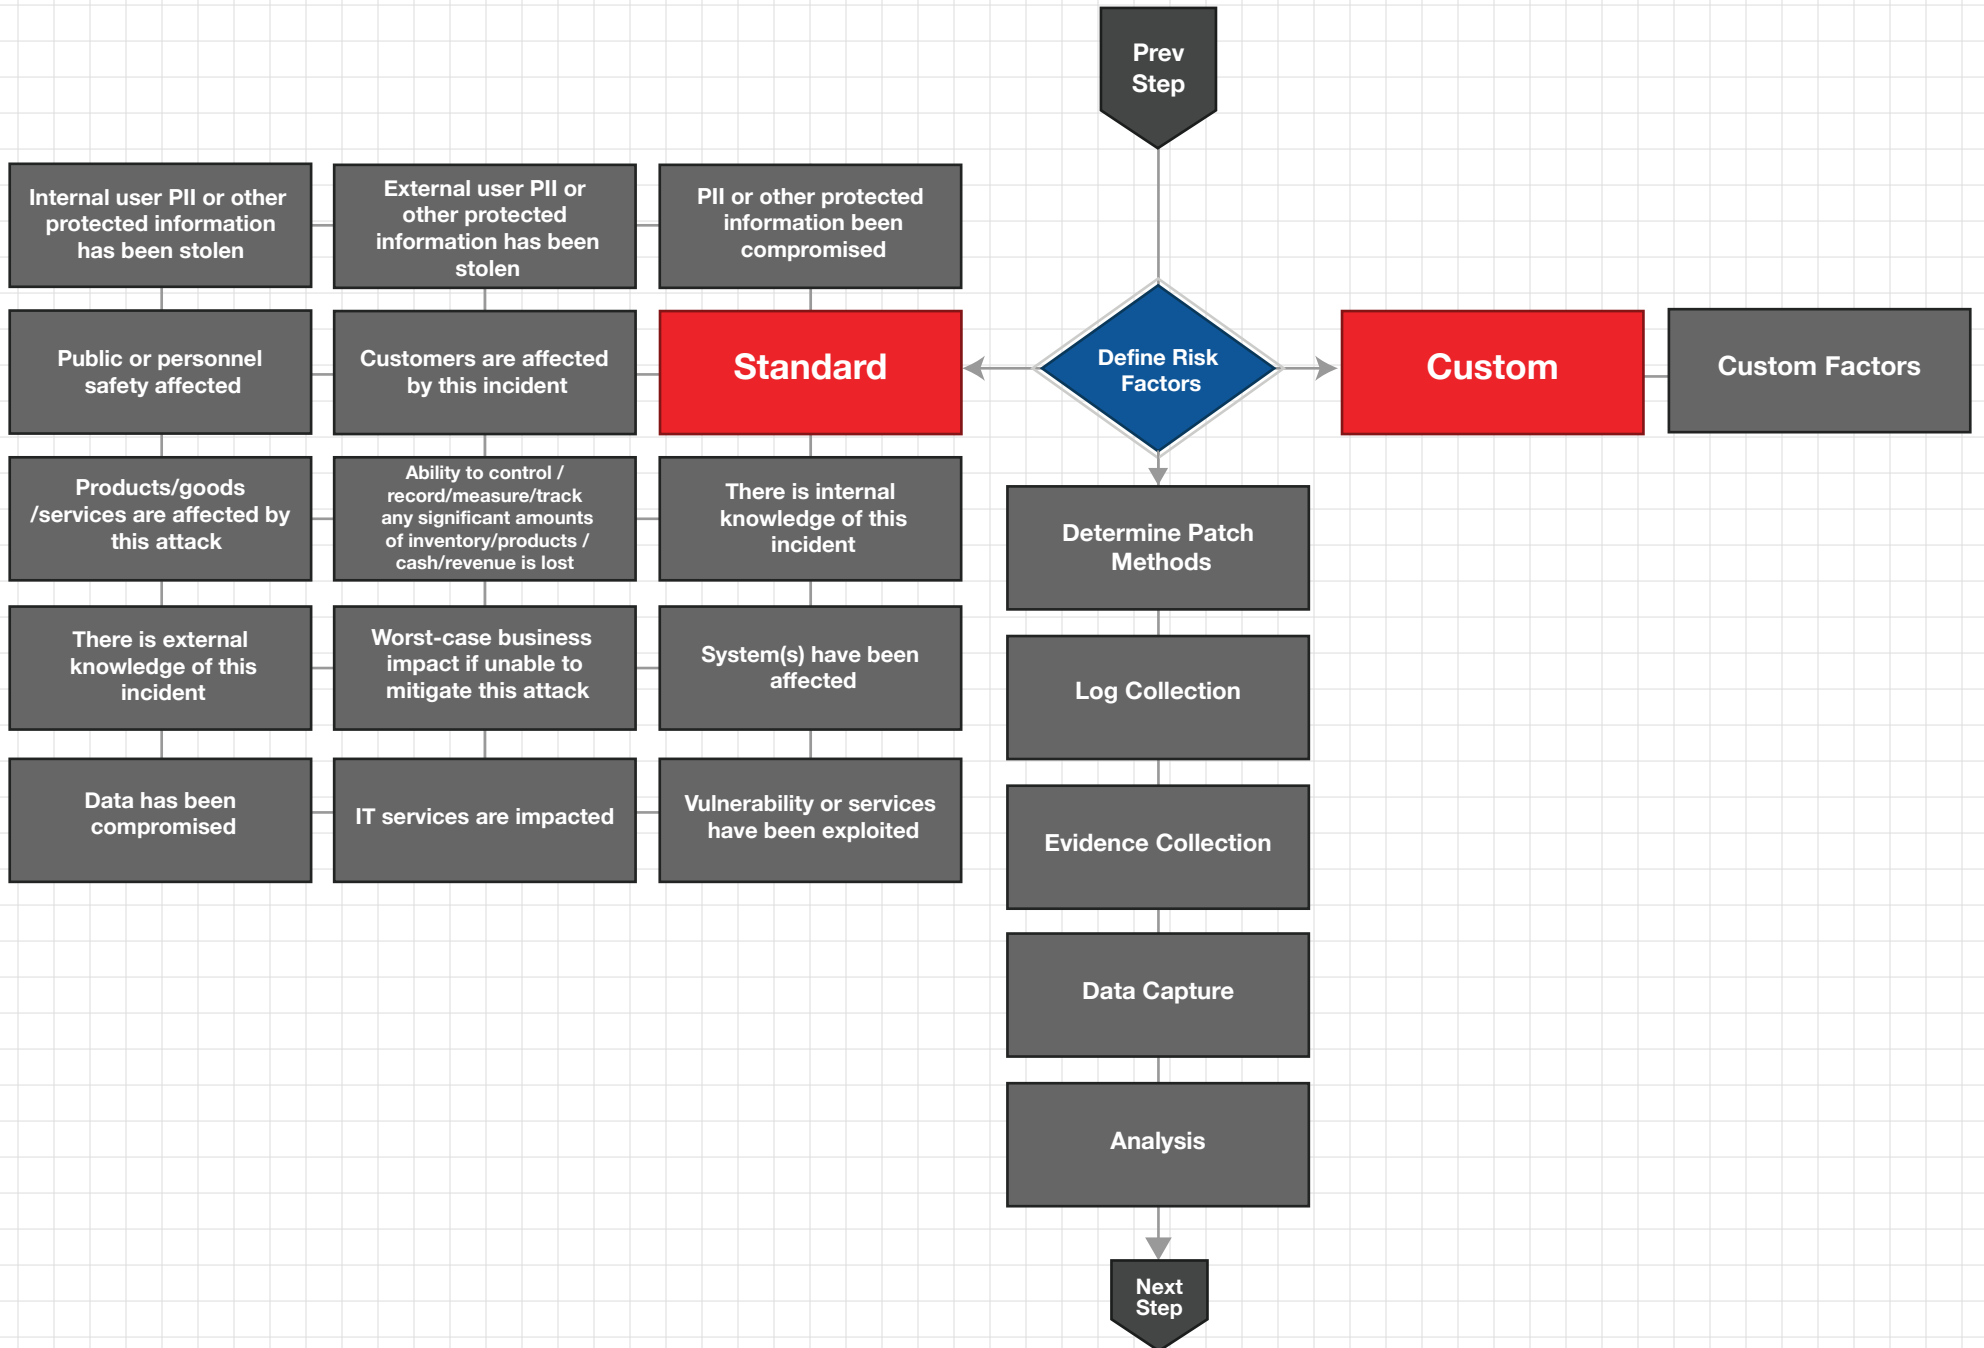 Prev
Step
Internal user PII or other
protected information
has been stolen
External user PII or
other protected
information has been
stolen
PII or other protected
information been
compromised
Public or personnel
safety affected
Customers are affected
by this incident
Standard
Define Risk
Factors
Custom
Custom Factors
Products/goods
/services are affected by
this attack
Ability to control /
record/measure/track
any significant amounts
of inventory/products /
cash/revenue is lost
There is internal
knowledge of this
incident
Determine Patch
Methods
There is external
knowledge of this
incident
Worst-case business
impact if unable to
mitigate this attack
System(s) have been
affected
Log Collection
Data has been
compromised
IT services are impacted
Vulnerability or services
have been exploited
Evidence Collection
Data Capture
Analysis
Next
Step